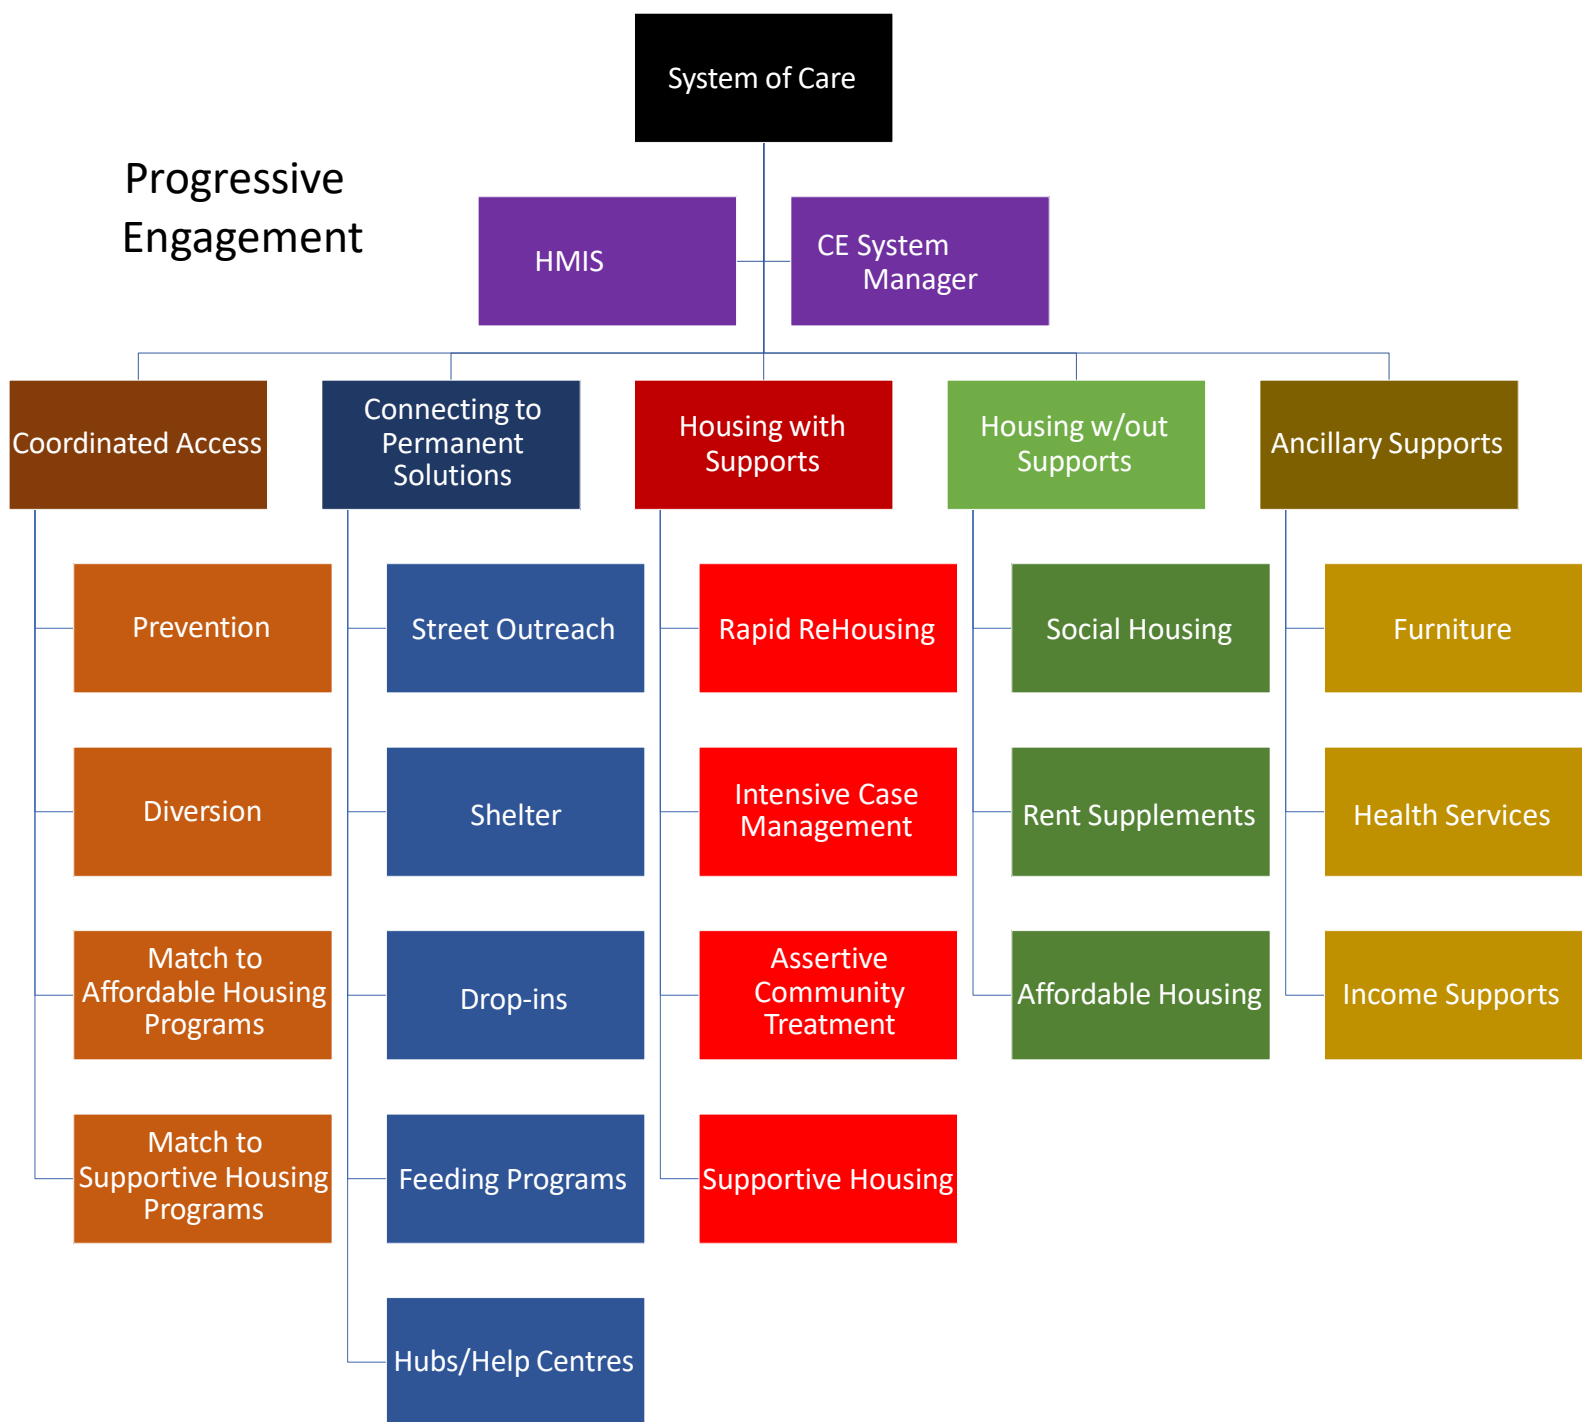 System of Care
Progressive
Engagement
HMIS
CE System
Manager
Coordinated Access
Connecting to
Permanent
Solutions
Housing with
Supports
Housing w/out
Supports
Ancillary Supports
Prevention
Street Outreach
Rapid ReHousing
Social Housing
Furniture
Diversion
Shelter
Intensive Case
Management
Rent Supplements
Health Services
Match to
Affordable Housing
Programs
Drop-ins
Assertive
Community
Treatment
Affordable Housing
Income Supports
Match to
Supportive Housing
Programs
Feeding Programs
Supportive Housing
Hubs/Help Centres